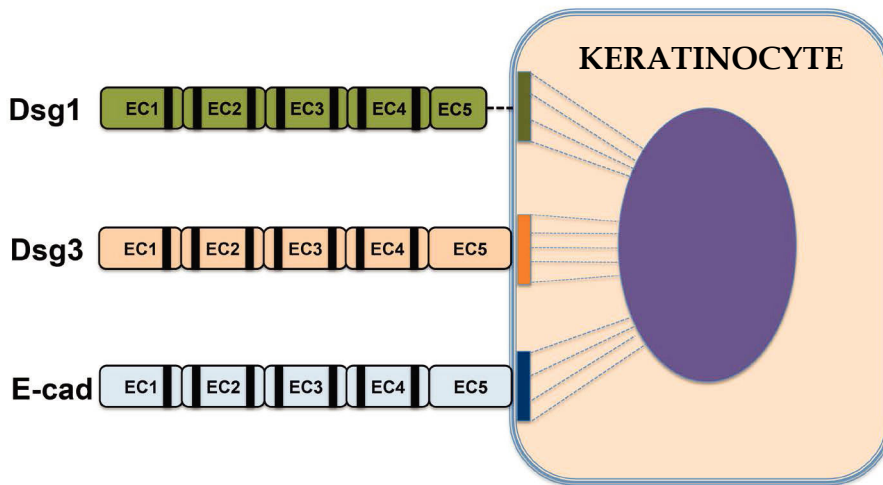 KERATINOCYTE
Dsg1 EC1 EC2 EC3 EC4 EC5
Dsg3 EC1 EC2 EC3 EC4 EC5
E-cad EC1 EC2 EC3 EC4 EC5